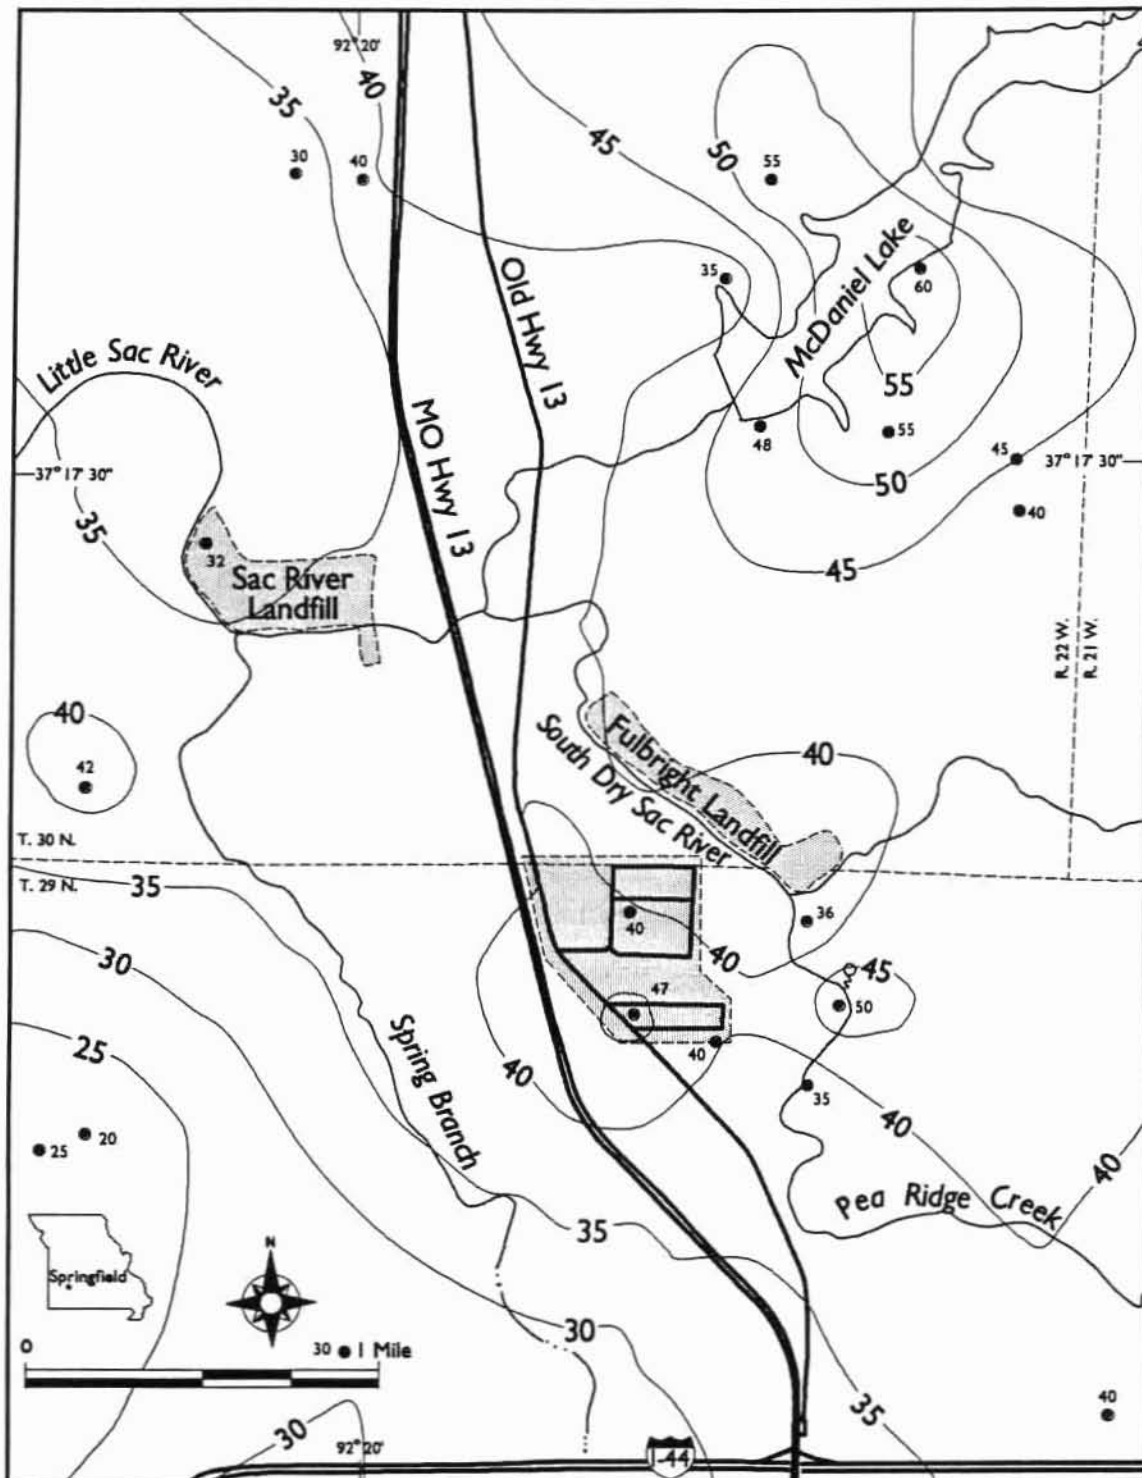 92° 20'
35
40
45
50
30
40
55
35
60
McDaniel Lake
Old Hwy 13
Little Sac River
MO Hwy 13
55
48
55
45
37° 17' 30"
37° 17' 30"
50
40
35
32
45
Sac River
Landfill
R. 22 W.
R. 21 W.
40
42
Fulbright Landfill
South Dry Sac River
40
T. 30 N.
T. 29 N.
35
36
40
40
30
45
47
50
25
Spring Branch
40
40
35
40
40
20
25
Pea Ridge Creek
35
Springfield
N
30
0
30
1 Mile
35
40
30
92° 20'
I-44